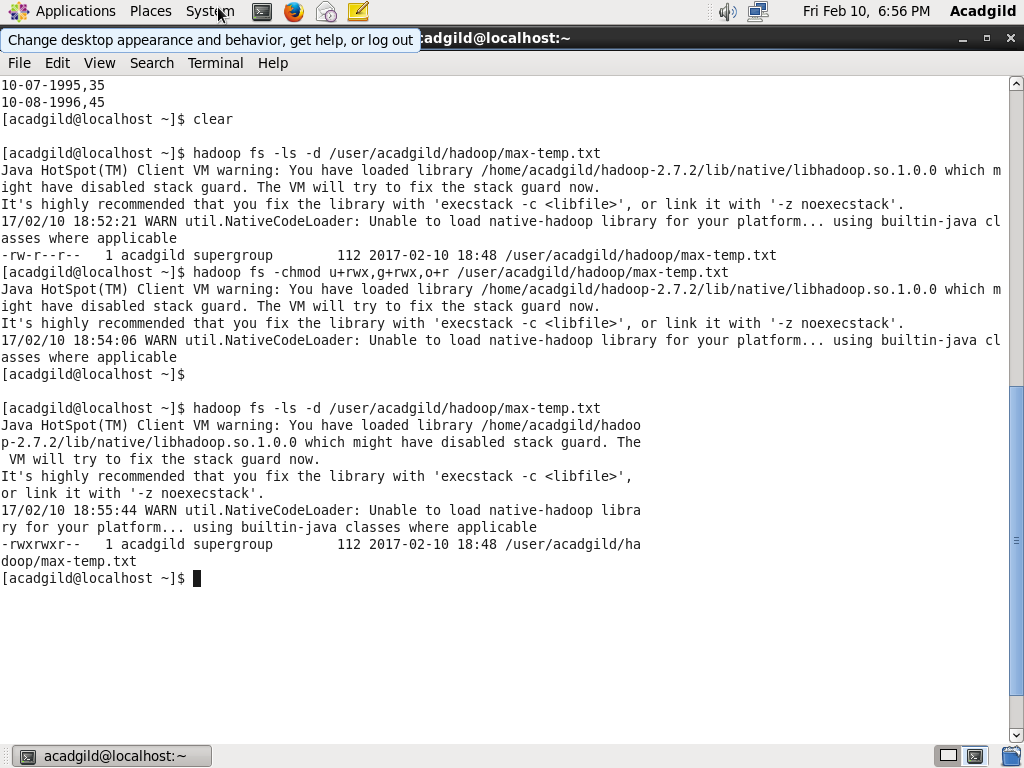 Applications Places System
Fri Feb 10, 6:56 PM Acadgild
Change desktop appearance and behavior, get help, or log out
cadgild@localhost:~
File Edit View Search Terminal Help
10-07-1995,35
10-08-1996,45
[acadgild@localhost ~]$ clear
[acadgild@localhost ~]$ hadoop fs -ls -d /user/acadgild/hadoop/max-temp.txt
Java HotSpot(TM) Client VM warning: You have loaded library /home/acadgild/hadoop-2.7.2/lib/native/libhadoop.so.1.0.0 which m
ight have disabled stack guard. The VM will try to fix the stack guard now.
It's highly recommended that you fix the library with 'execstack -c <libfile>', or link it with '-z noexecstack'.
17/02/10 18:52:21 WARN util.NativeCodeLoader: Unable to load native-hadoop library for your platform... using builtin-java cl
asses where applicable
-rw-r--r--   1 acadgild supergroup        112 2017-02-10 18:48 /user/acadgild/hadoop/max-temp.txt
[acadgild@localhost ~]$ hadoop fs -chmod u+rwx,g+rwx,o+r /user/acadgild/hadoop/max-temp.txt
Java HotSpot(TM) Client VM warning: You have loaded library /home/acadgild/hadoop-2.7.2/lib/native/libhadoop.so.1.0.0 which m
ight have disabled stack guard. The VM will try to fix the stack guard now.
It's highly recommended that you fix the library with 'execstack -c <libfile>', or link it with '-z noexecstack'.
17/02/10 18:54:06 WARN util.NativeCodeLoader: Unable to load native-hadoop library for your platform... using builtin-java cl
asses where applicable
[acadgild@localhost ~]$
[acadgild@localhost ~]$ hadoop fs -ls -d /user/acadgild/hadoop/max-temp.txt
Java HotSpot(TM) Client VM warning: You have loaded library /home/acadgild/hadoo
p-2.7.2/lib/native/libhadoop.so.1.0.0 which might have disabled stack guard. The
 VM will try to fix the stack guard now.
It's highly recommended that you fix the library with 'execstack -c <libfile>',
or link it with '-z noexecstack'.
17/02/10 18:55:44 WARN util.NativeCodeLoader: Unable to load native-hadoop libra
ry for your platform... using builtin-java classes where applicable
-rwxrwxr--   1 acadgild supergroup        112 2017-02-10 18:48 /user/acadgild/ha
doop/max-temp.txt
[acadgild@localhost ~]$
acadgild@localhost:~